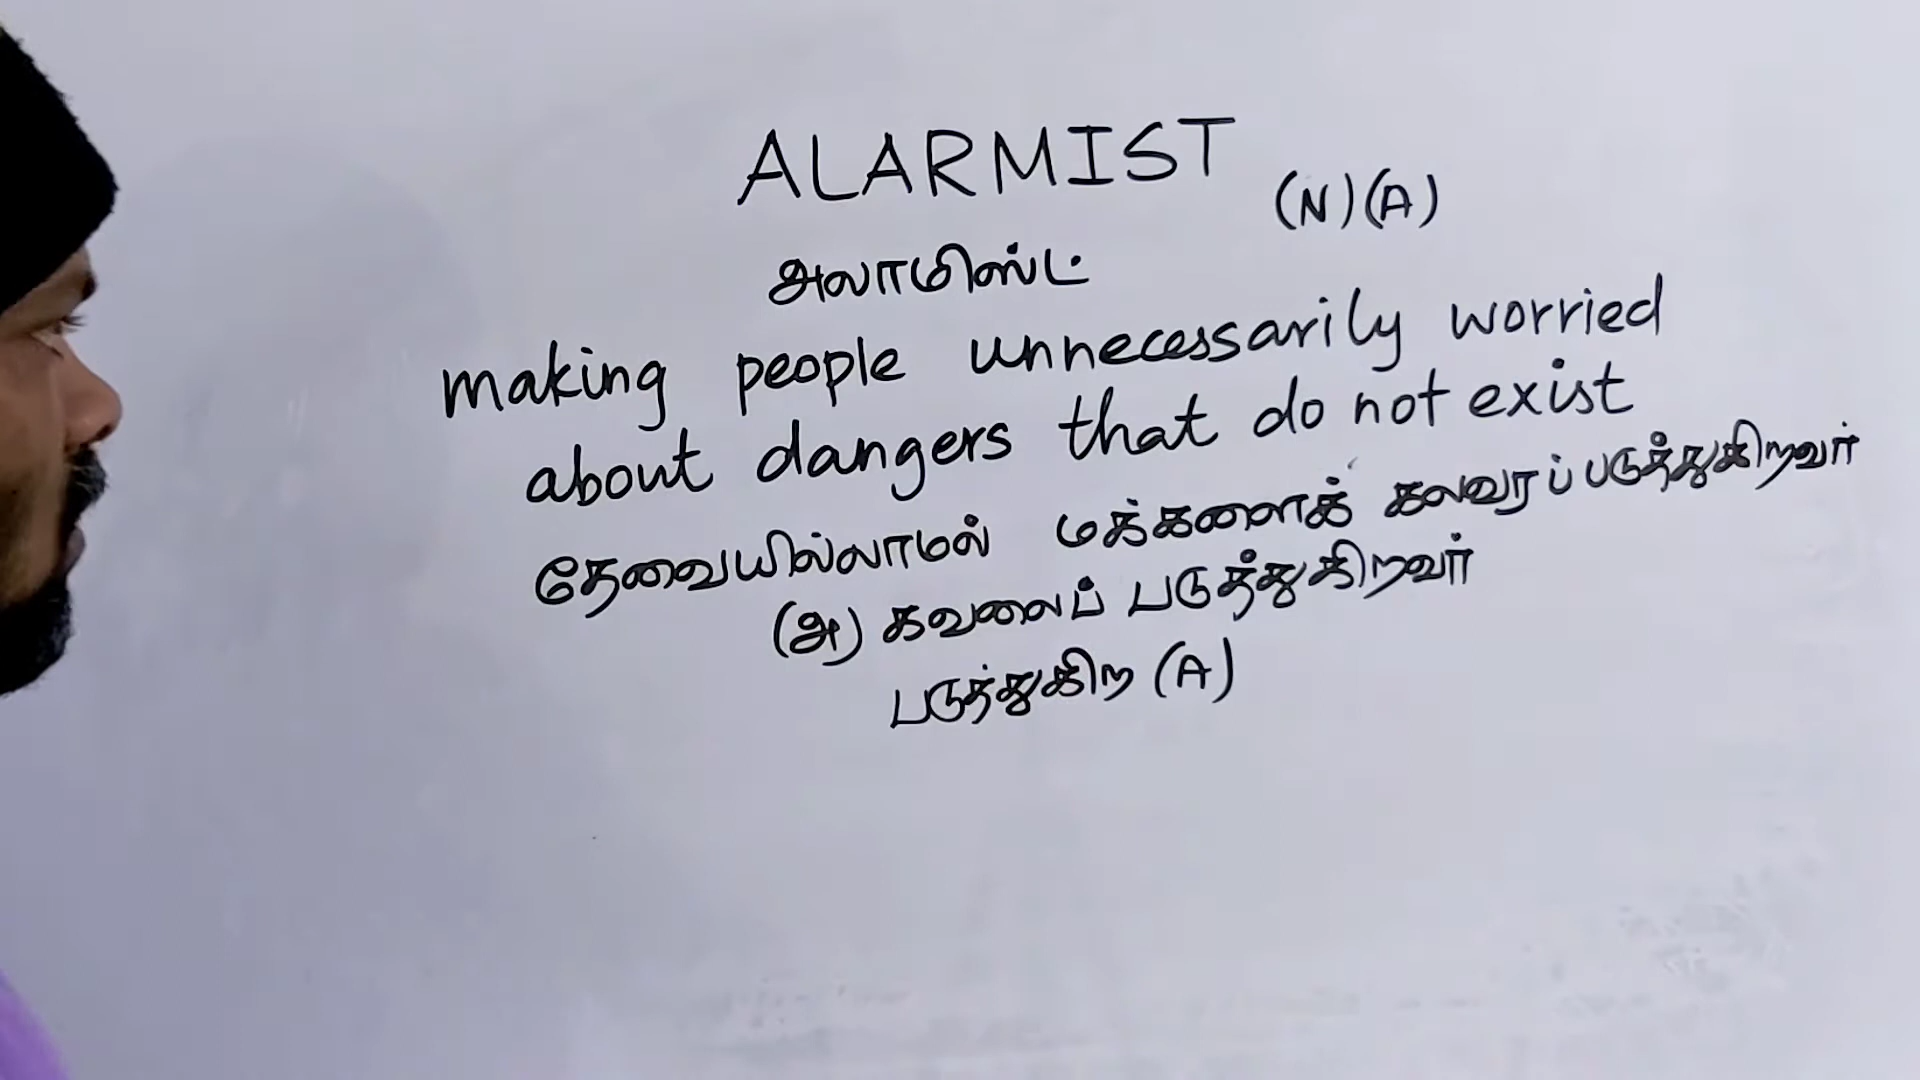 ALARMIST (N)(A)
அலாமிஸ்ட்
making people unnecessarily worried
about dangers that do not exist
தேவையில்லாமல் மக்களைக் கலவரப்படுத்துகிறவர்
(அ) கவலைப் படுத்துகிறவர்
படுத்துகிற (A)